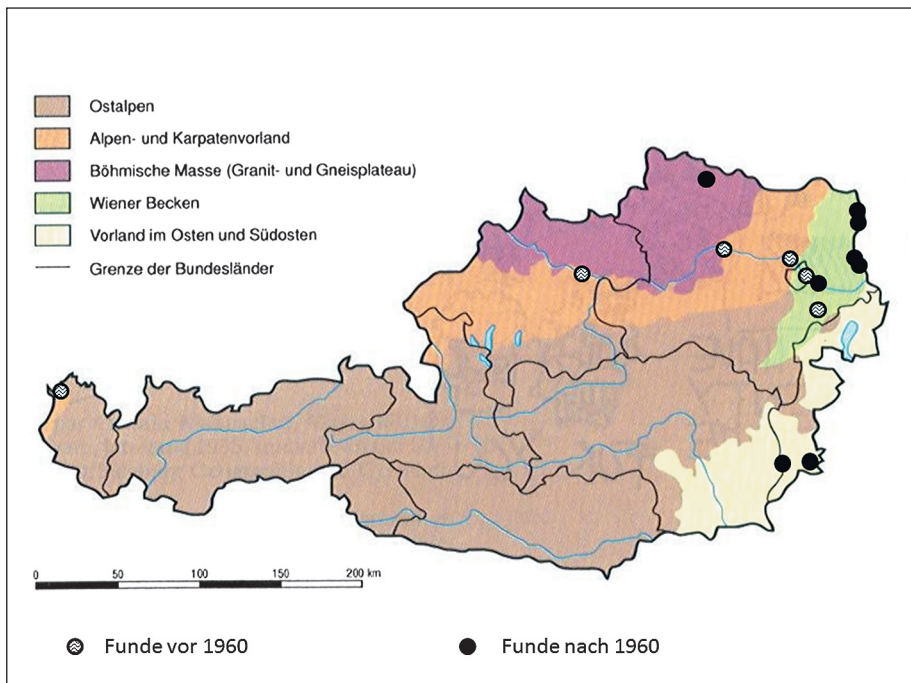 Ostalpen
Alpen- und Karpatenvorland
Böhmische Masse (Granit- und Gneisplateau)
Wiener Becken
Vorland im Osten und Südosten
Grenze der Bundesländer
0 50 100 150 200 km
Funde vor 1960
Funde nach 1960